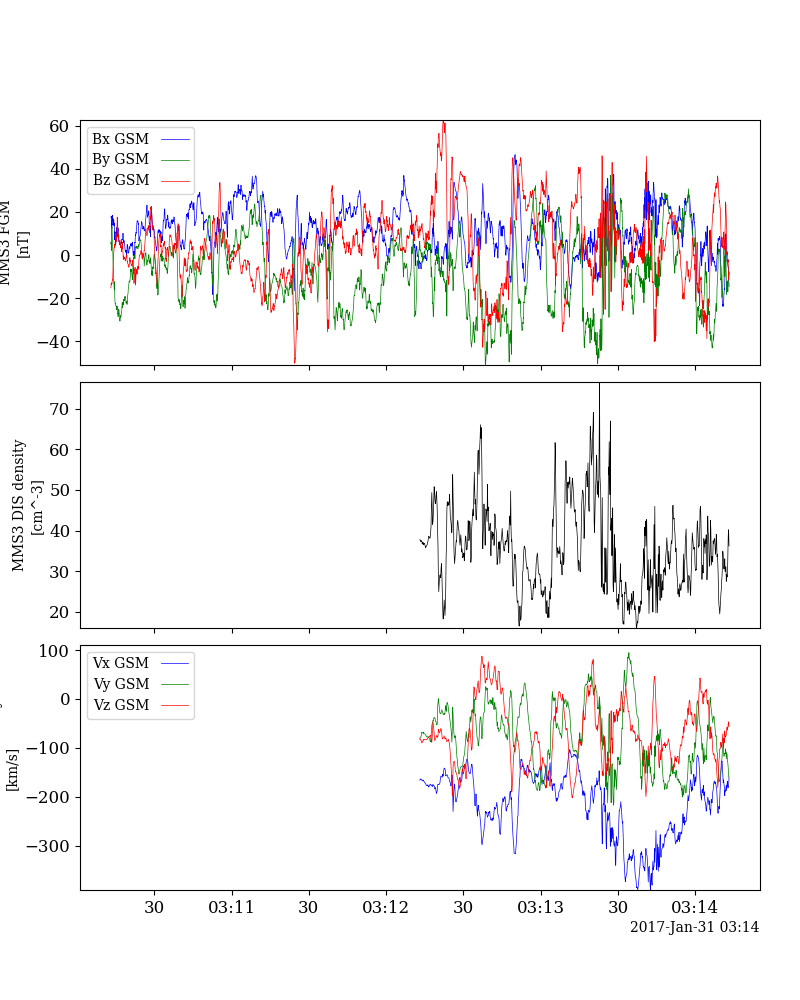 60
40
20
0
−20
−40
MMS3 FGM
[nT]
Bx GSM
By GSM
Bz GSM
70
60
50
40
30
20
MMS3 DIS density
[cm^-3]
100
0
−100
−200
−300
[km/s]
Vx GSM
Vy GSM
Vz GSM
30
03:11
30
03:12
30
03:13
30
03:14
2017-Jan-31 03:14